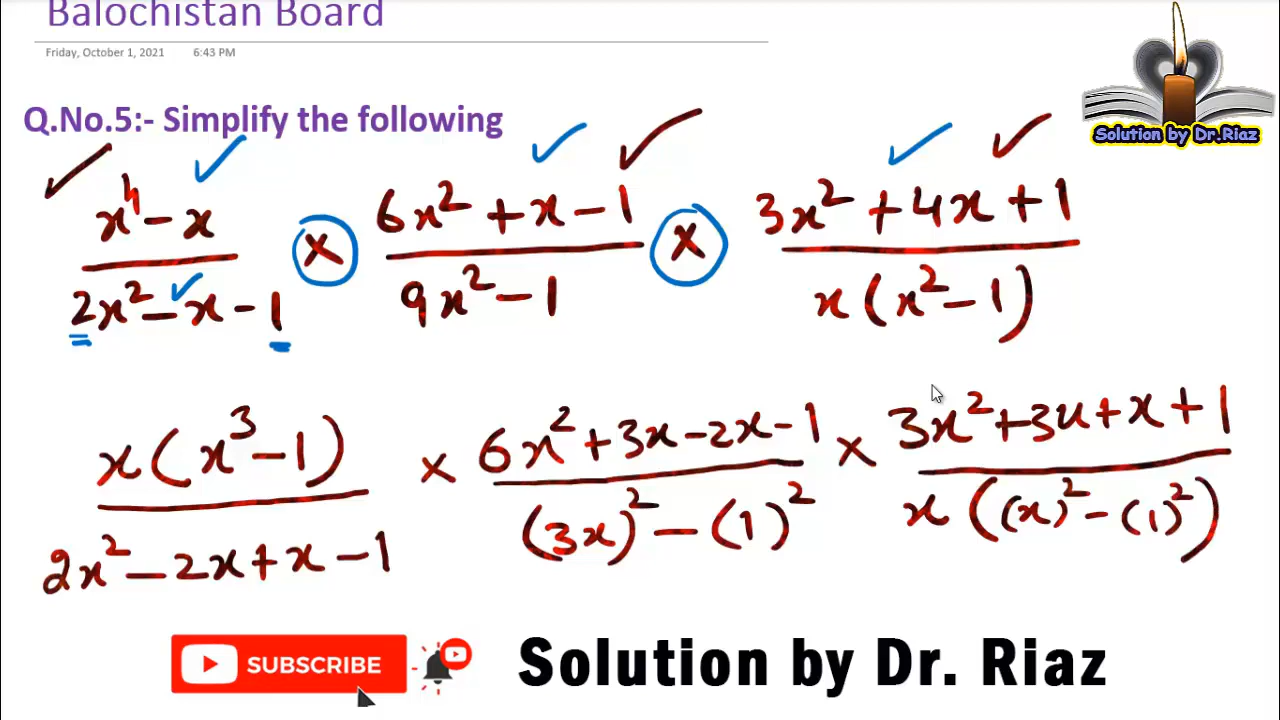 Balochistan Board
Friday, October 1, 2021 6:43 PM
Solution by Dr.Riaz
Q.No.5:- Simplify the following
x⁴ − x / 2x² − x − 1 × 6x² + x − 1 / 9x² − 1 × 3x² + 4x + 1 / x(x² − 1)
x(x³ − 1) / 2x² − 2x + x − 1 × 6x² + 3x − 2x − 1 / (3x)² − (1)² × 3x² + 3x + x + 1 / x((x)² − (1)²)
SUBSCRIBE
Solution by Dr. Riaz